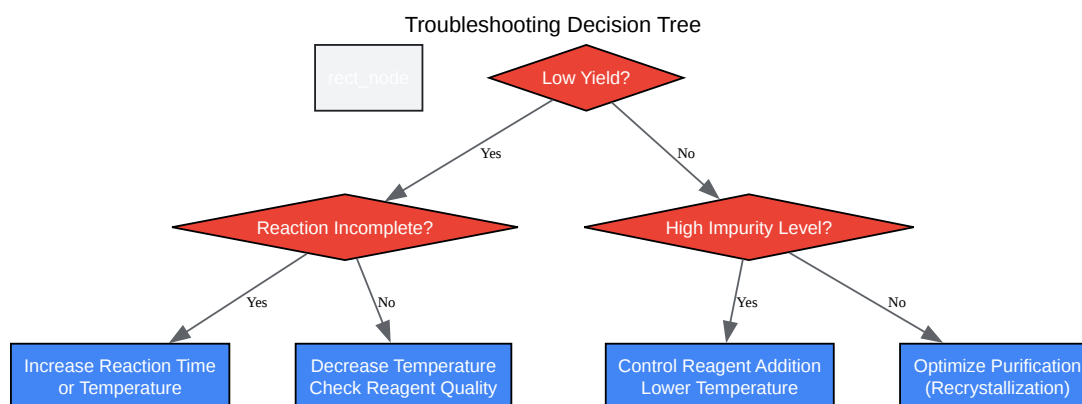 Troubleshooting Decision Tree
rect_node
Low Yield?
Yes
No
Reaction Incomplete?
High Impurity Level?
Yes
No
Yes
No
Increase Reaction Time
or Temperature
Decrease Temperature
Check Reagent Quality
Control Reagent Addition
Lower Temperature
Optimize Purification
(Recrystallization)